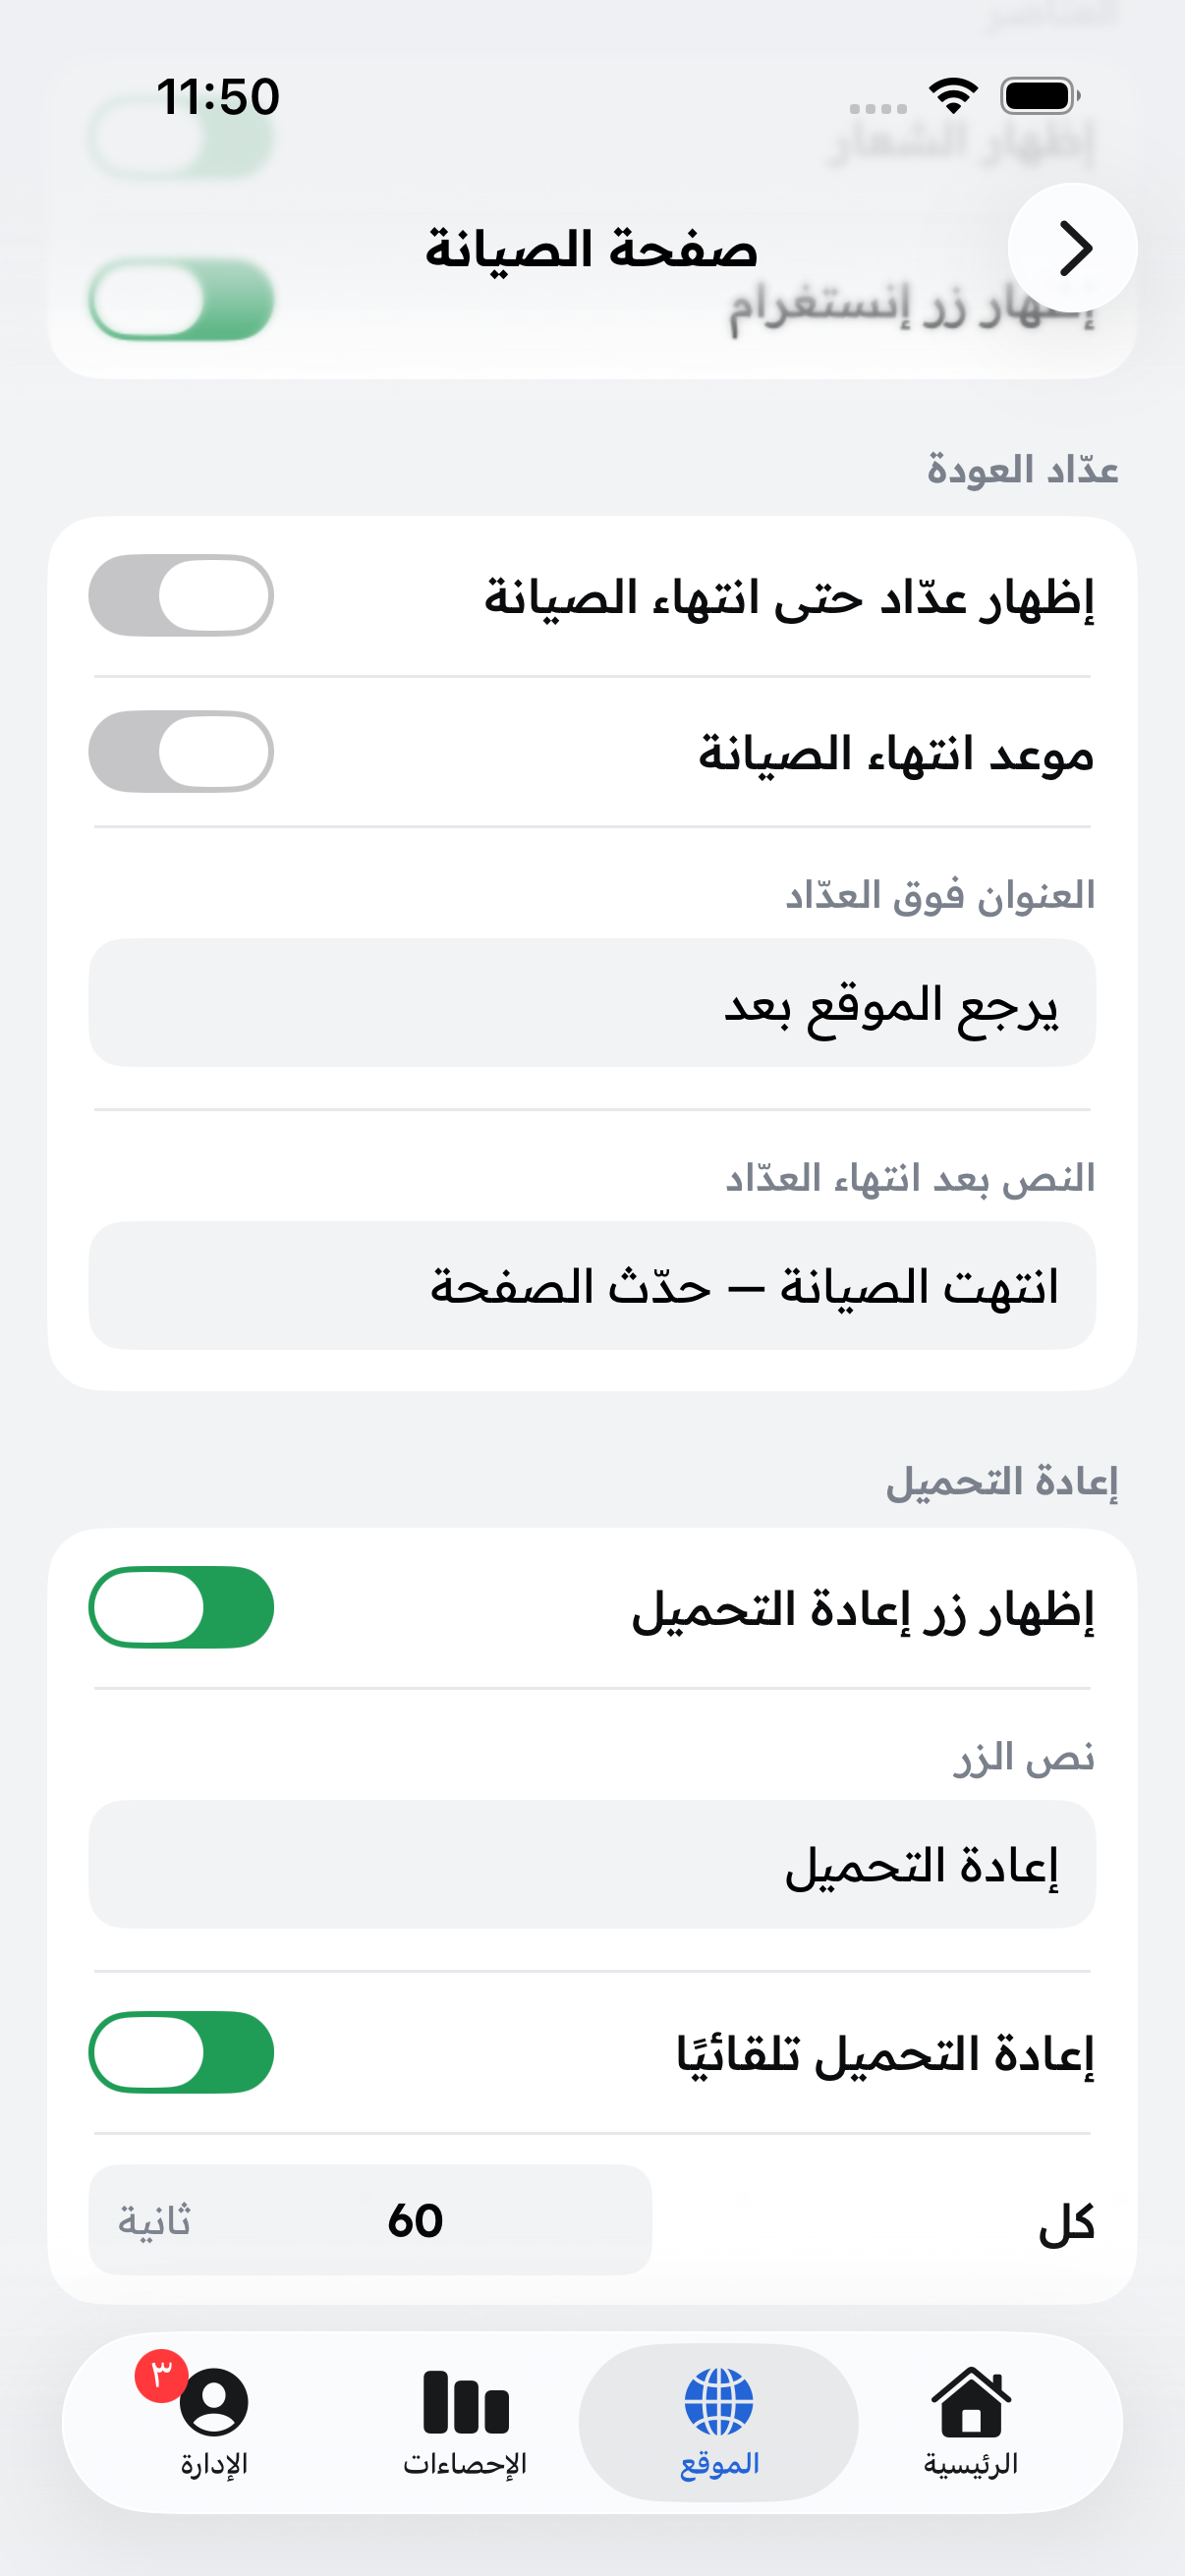 العناصر
11:50
إظهار الشعار
صفحة الصيانة
إظهار زر إنستغرام
عدّاد العودة
إظهار عدّاد حتى انتهاء الصيانة
موعد انتهاء الصيانة
العنوان فوق العدّاد
يرجع الموقع بعد
النص بعد انتهاء العدّاد
انتهت الصيانة — حدّث الصفحة
إعادة التحميل
إظهار زر إعادة التحميل
نص الزر
إعادة التحميل
إعادة التحميل تلقائيًا
كل
60 ثانية
الرئيسية
الموقع
الإحصاءات
٣
الإدارة